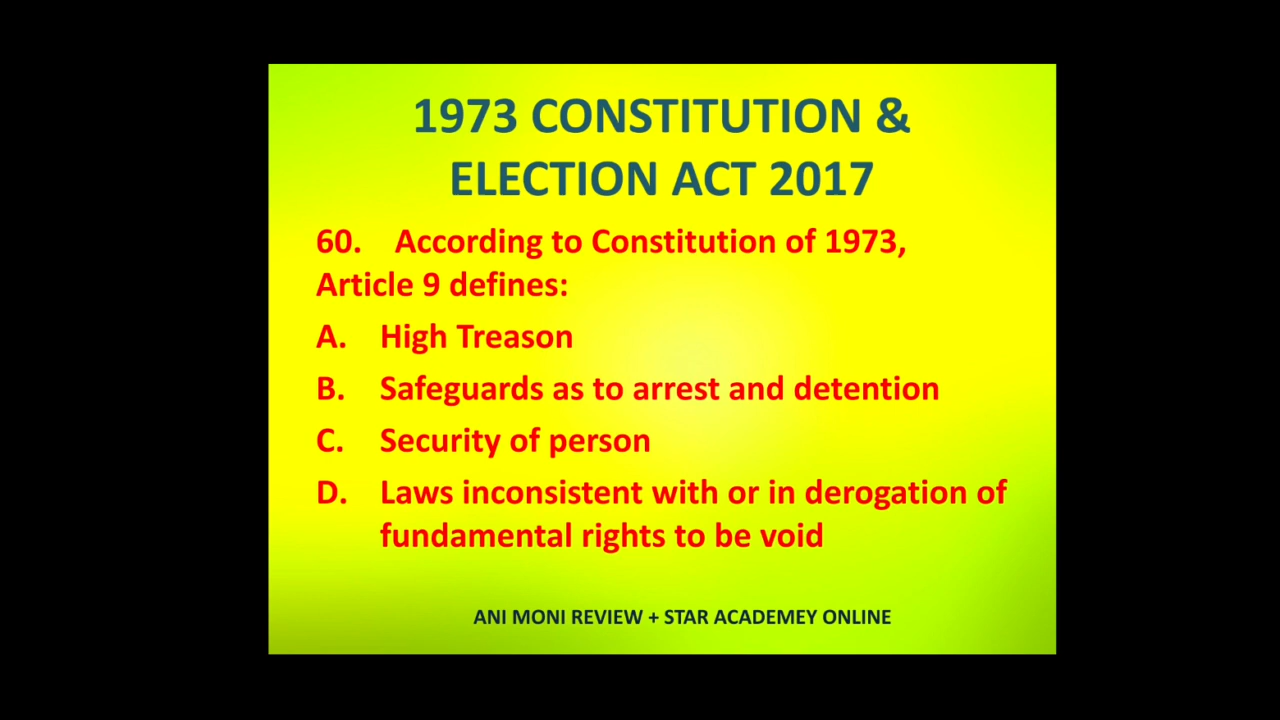 1973 CONSTITUTION &
ELECTION ACT 2017
60. According to Constitution of 1973,
Article 9 defines:
A. High Treason
B. Safeguards as to arrest and detention
C. Security of person
D. Laws inconsistent with or in derogation of
fundamental rights to be void
ANI MONI REVIEW + STAR ACADEMEY ONLINE